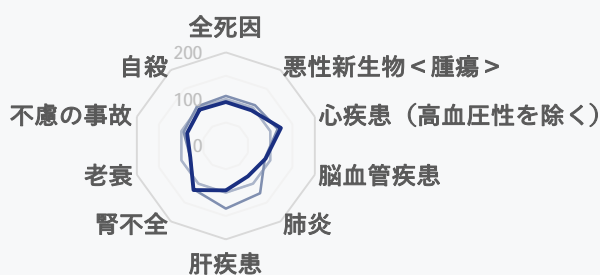 全死因
200
自殺
悪性新生物＜腫瘍＞
100
不慮の事故
心疾患（高血圧性を除く）
0
老衰
脳血管疾患
腎不全
肺炎
肝疾患